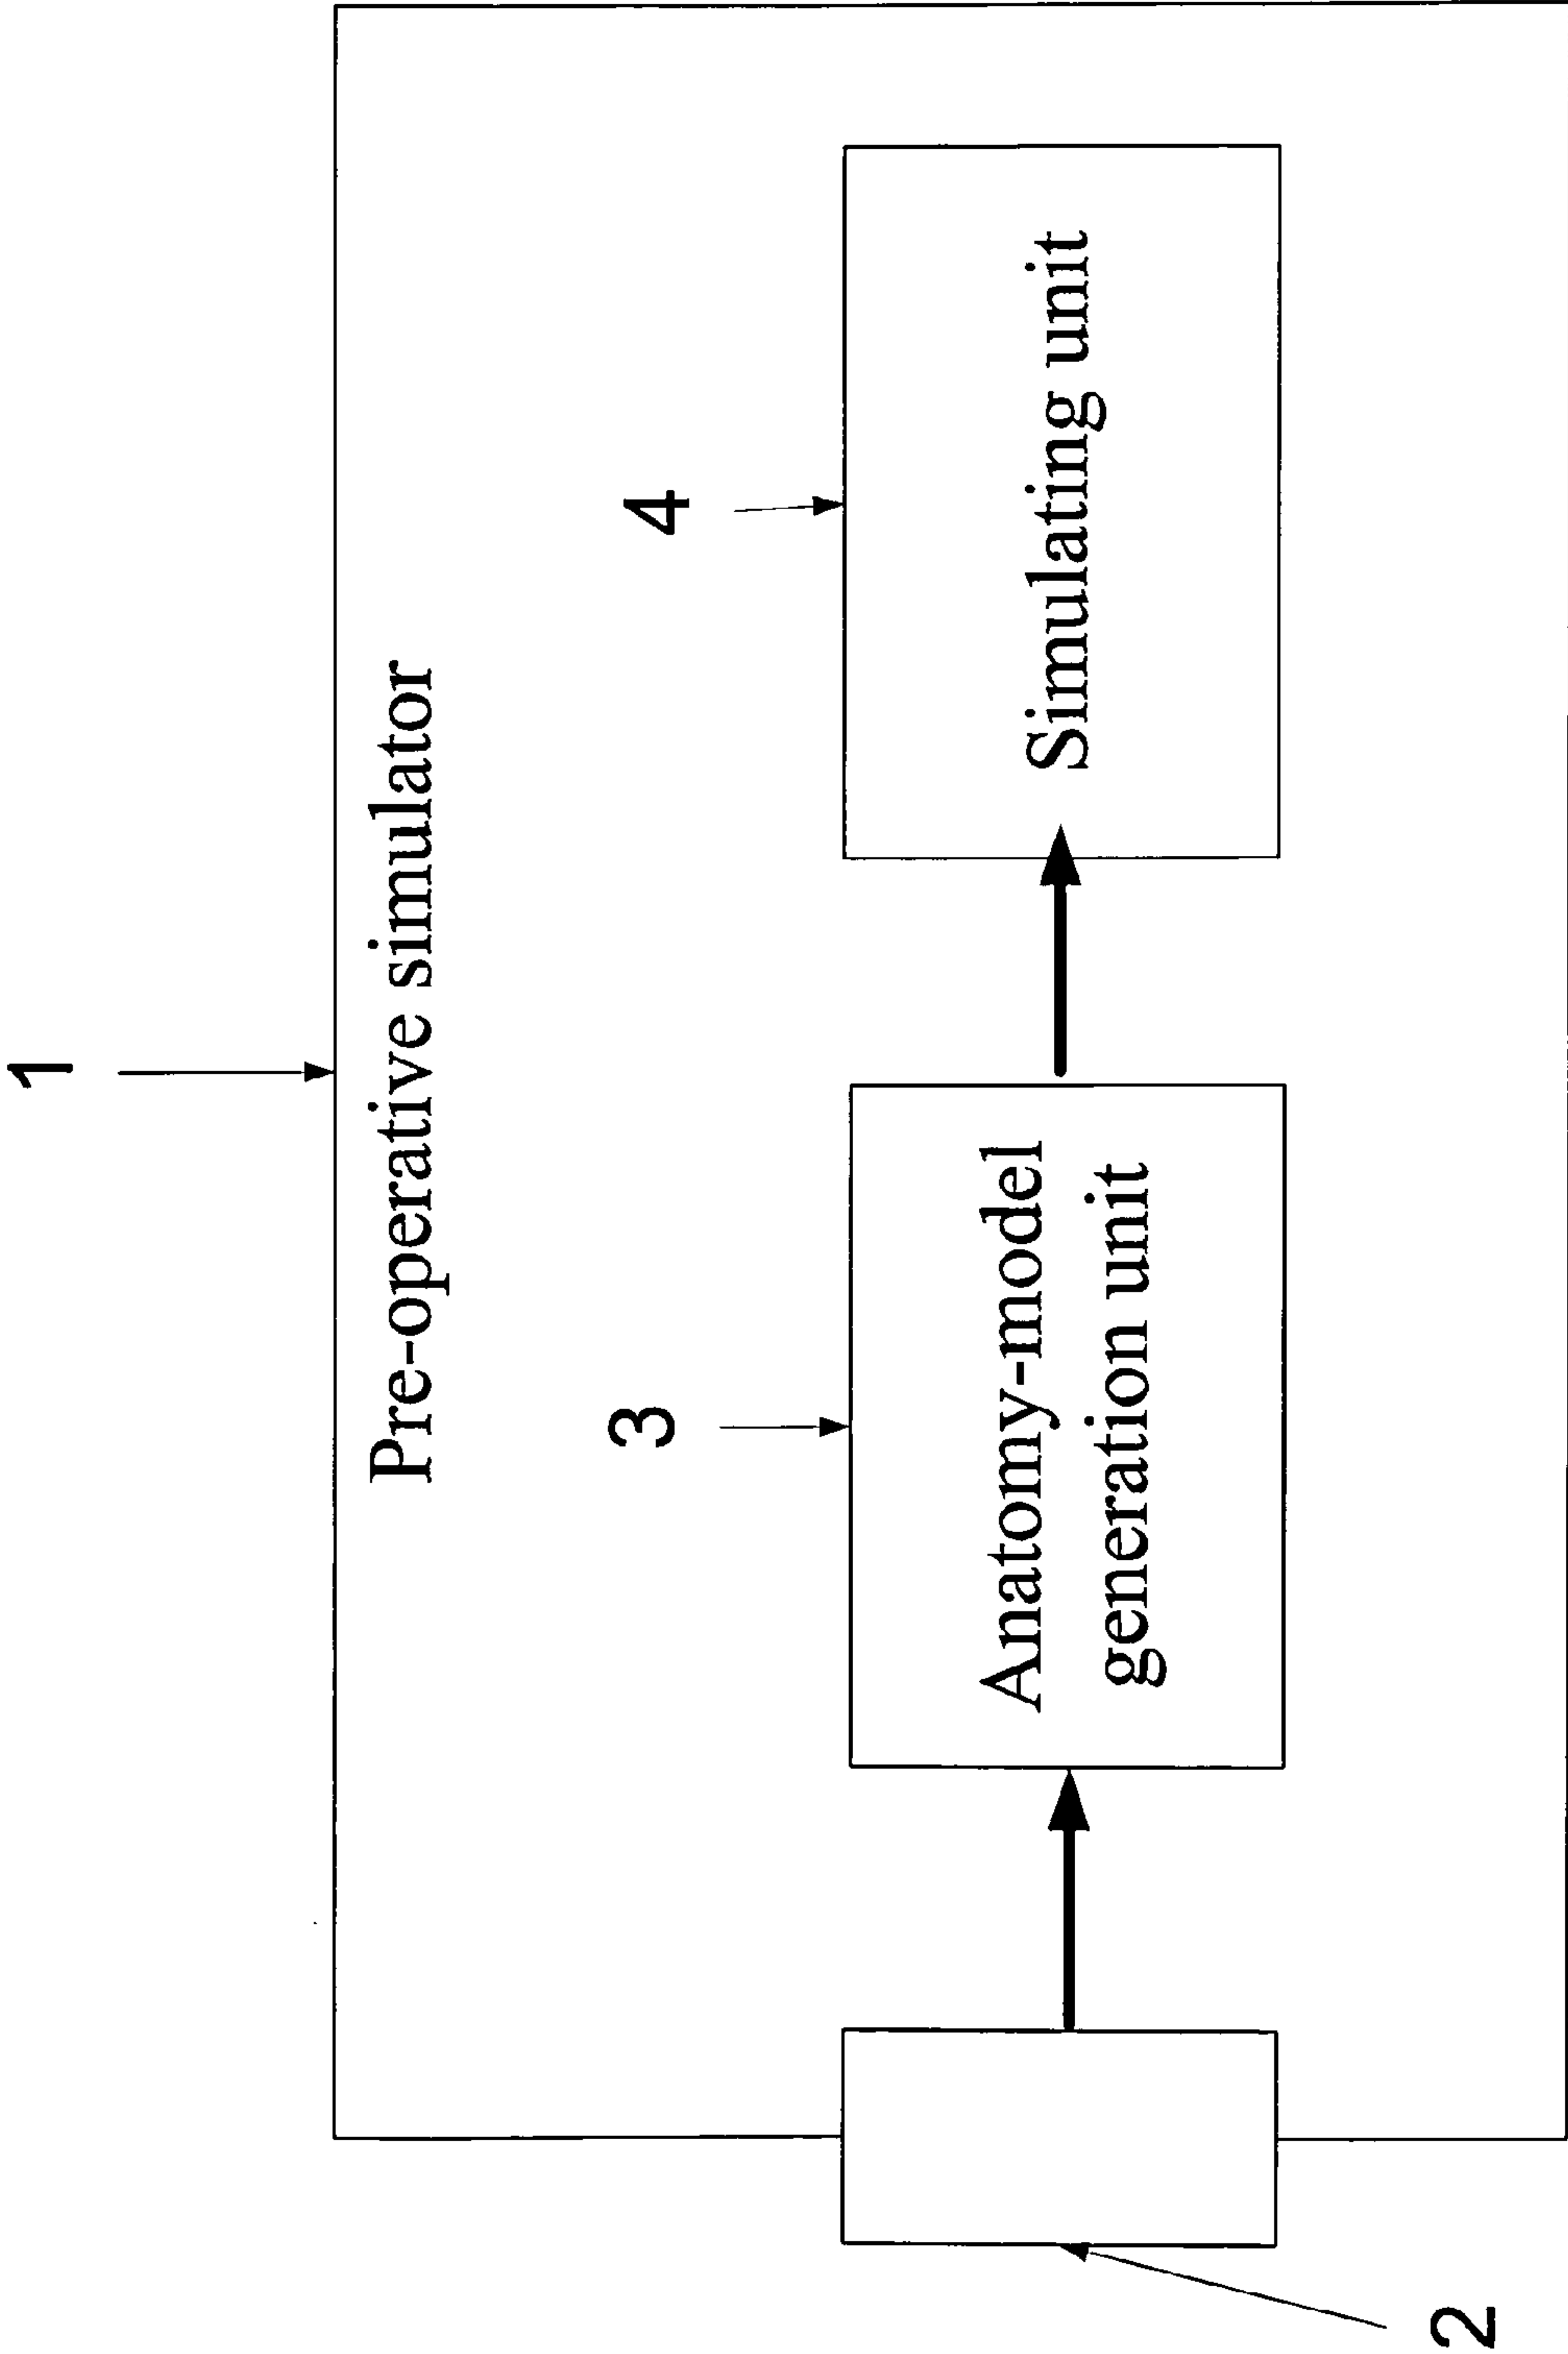 1
Pre-operative simulator
3
4
Anatomy-model
generation unit
Simulating unit
2